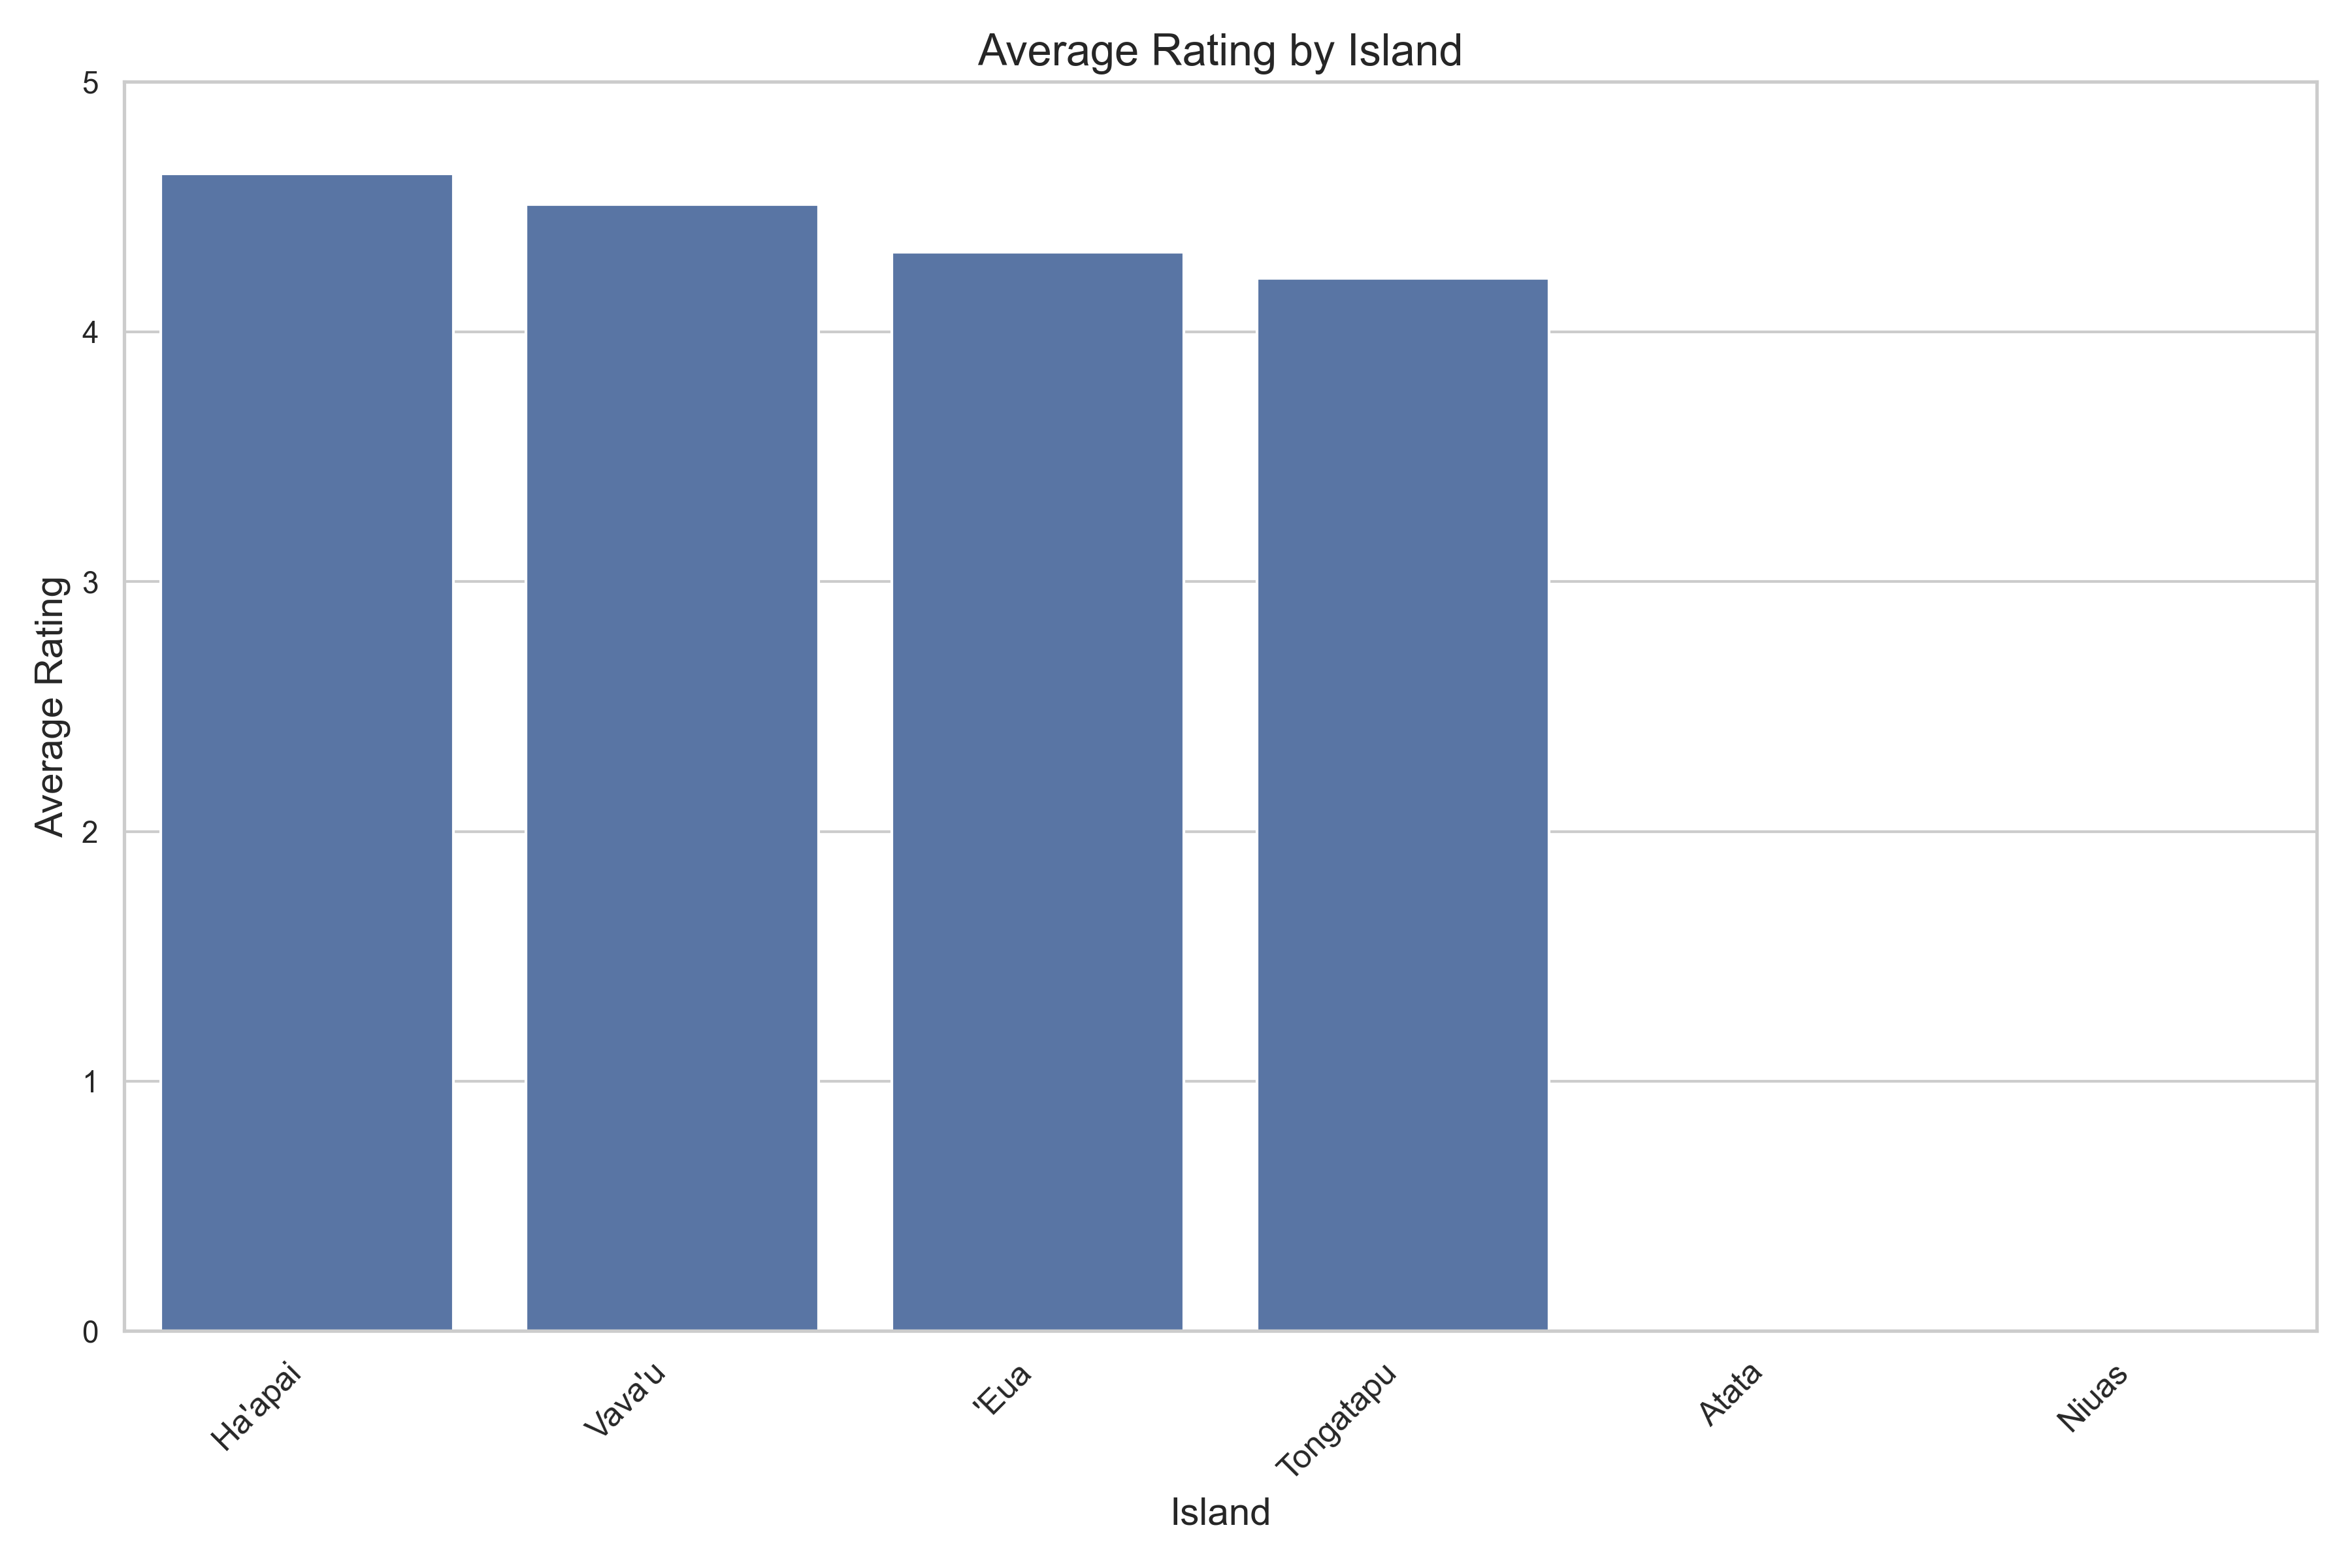 Average Rating by Island
5
4
3
2
1
0
Average Rating
Ha'apai
Vava'u
'Eua
Tongatapu
Atata
Niuas
Island